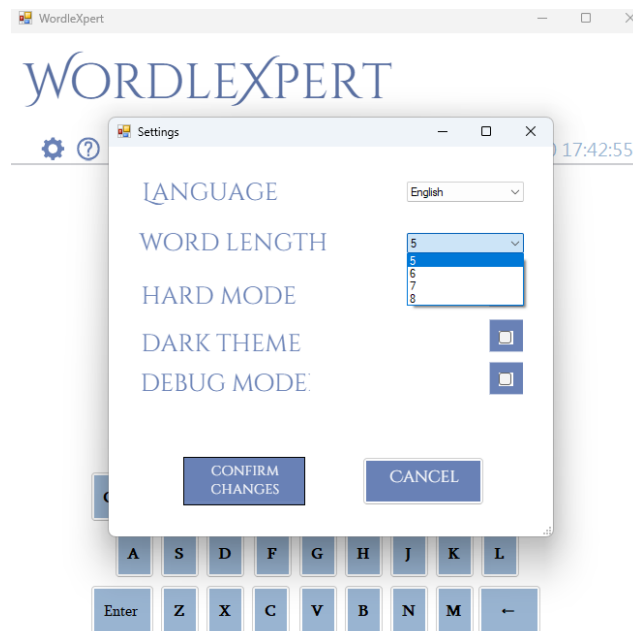 WordleXpert
WORDLEXPERT
Settings
17:42:55
LANGUAGE
English
WORD LENGTH
5
5
6
7
8
HARD MODE
DARK THEME
DEBUG MODE
CONFIRM
CHANGES
CANCEL
A S D F G H J K L
Enter Z X C V B N M ←